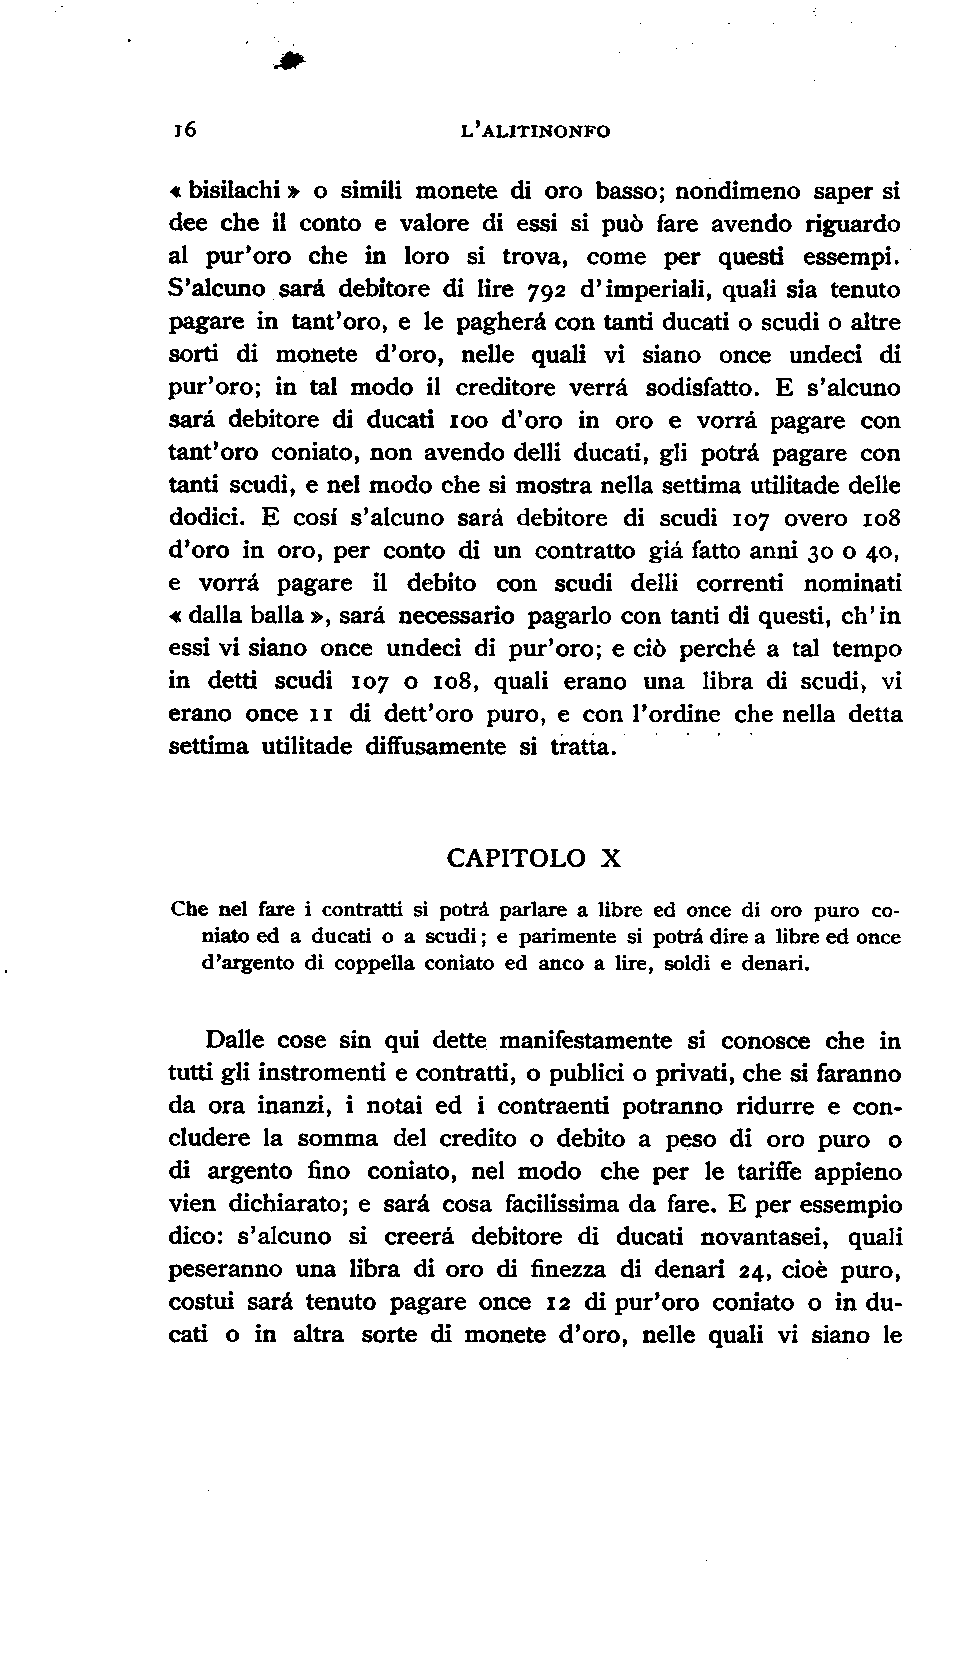 16 L'ALITINONFO
« bisilachi » o simili monete di oro basso; nondimeno saper si
dee che il conto e valore di essi si può fare avendo riguardo
al pur'oro che in loro si trova, come per questi essempi.
S'alcuno sará debitore di lire 792 d'imperiali, quali sia tenuto
pagare in tant'oro, e le pagherá con tanti ducati o scudi o altre
sorti di monete d'oro, nelle quali vi siano once undeci di
pur'oro; in tal modo il creditore verrá sodisfatto. E s'alcuno
sará debitore di ducati 100 d'oro in oro e vorrá pagare con
tant'oro coniato, non avendo delli ducati, gli potrá pagare con
tanti scudi, e nel modo che si mostra nella settima utilitade delle
dodici. E cosí s'alcuno sará debitore di scudi 107 overo 108
d'oro in oro, per conto di un contratto giá fatto anni 30 o 40,
e vorrá pagare il debito con scudi delli correnti nominati
« dalla balla », sará necessario pagarlo con tanti di questi, ch'in
essi vi siano once undeci di pur'oro; e ciò perché a tal tempo
in detti scudi 107 o 108, quali erano una libra di scudi, vi
erano once 11 di dett'oro puro, e con l'ordine che nella detta
settima utilitade diffusamente si tratta.
CAPITOLO X
Che nel fare i contratti si potrá parlare a libre ed once di oro puro co-
niato ed a ducati o a scudi; e parimente si potrá dire a libre ed once
d'argento di coppella coniato ed anco a lire, soldi e denari.
Dalle cose sin qui dette manifestamente si conosce che in
tutti gli instromenti e contratti, o publici o privati, che si faranno
da ora inanzi, i notai ed i contraenti potranno ridurre e con-
cludere la somma del credito o debito a peso di oro puro o
di argento fino coniato, nel modo che per le tariffe appieno
vien dichiarato; e sará cosa facilissima da fare. E per essempio
dico: s'alcuno si creerá debitore di ducati novantasei, quali
peseranno una libra di oro di finezza di denari 24, cioè puro,
costui sará tenuto pagare once 12 di pur'oro coniato o in du-
cati o in altra sorte di monete d'oro, nelle quali vi siano le